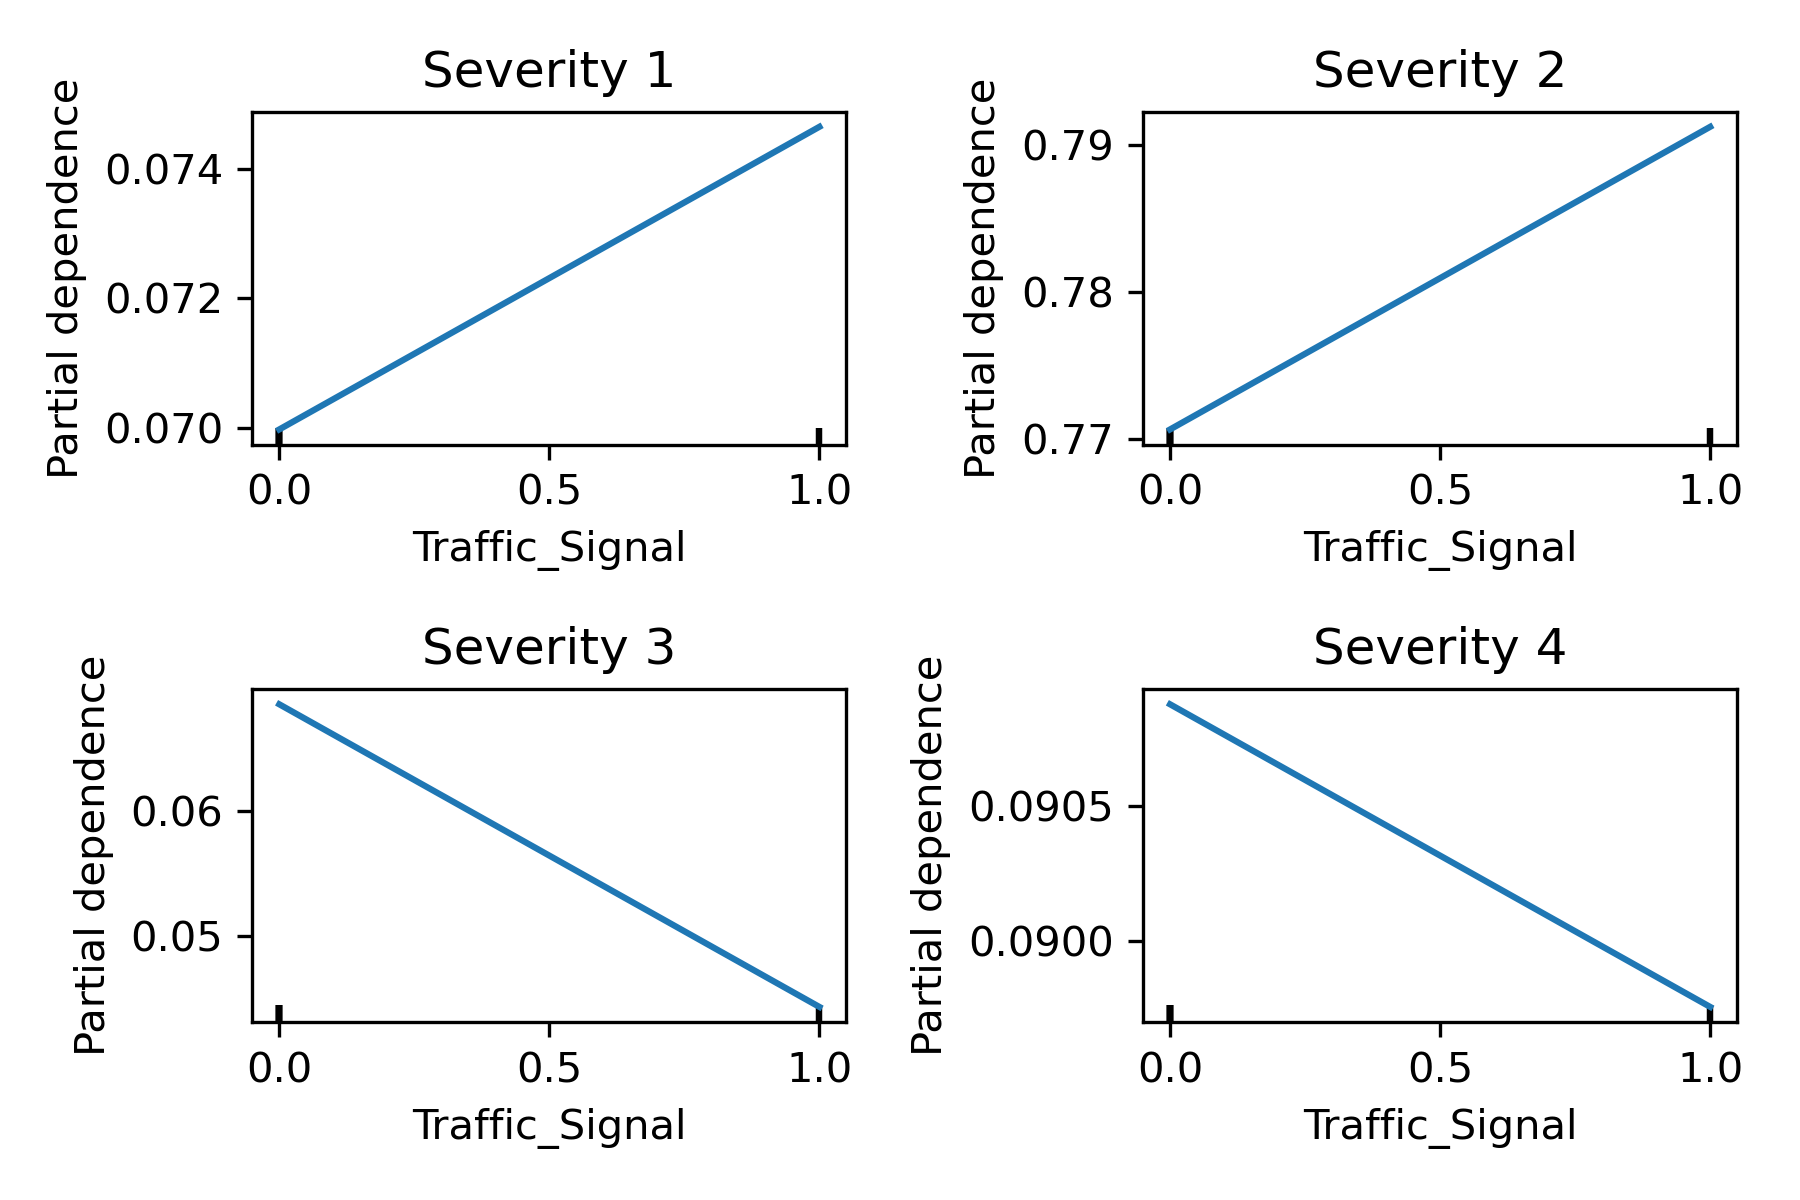 Severity 1
Partial dependence
0.074
0.072
0.070
0.0 0.5 1.0
Traffic_Signal
Severity 2
Partial dependence
0.79
0.78
0.77
0.0 0.5 1.0
Traffic_Signal
Severity 3
Partial dependence
0.06
0.05
0.0 0.5 1.0
Traffic_Signal
Severity 4
Partial dependence
0.0905
0.0900
0.0 0.5 1.0
Traffic_Signal